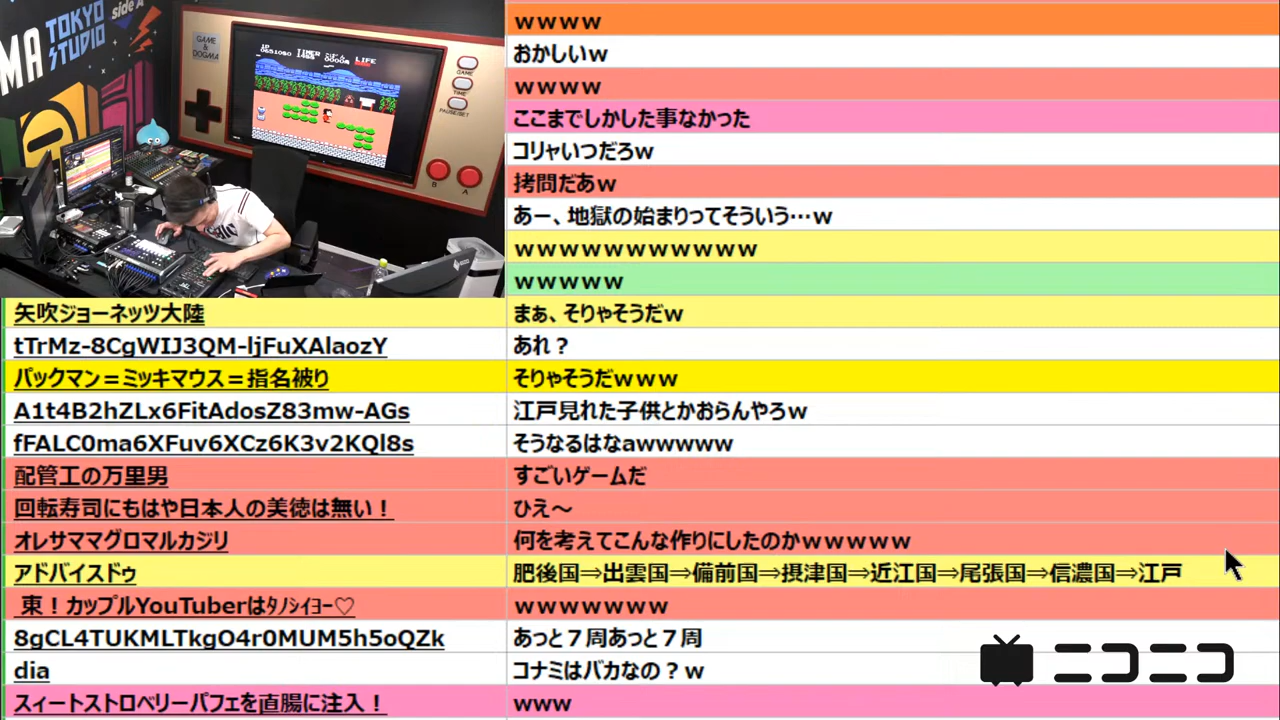 MA TOKYO STUDIO
side A
GAME & DOGMA
GAME
TIME
PAUSE/SET
B
A
1P
TIMER
LIFE
wwww
おかしいw
wwww
ここまでしかした事なかった
コリャいつだろw
拷問だあw
あー、地獄の始まりってそういう…w
wwwwwwwwwww
wwwww
矢吹ジョーネッツ大陸 まぁ、そりゃそうだw
tTrMz-8CgWIJ3QM-ljFuXAlaozY あれ？
パックマン＝ミッキマウス＝指名被り そりゃそうだwww
A1t4B2hZLx6FitAdosZ83mw-AGs 江戸見れた子供とかおらんやろw
fFALC0ma6XFuv6XCz6K3v2KQl8s そうなるはなawwwww
配管工の万里男 すごいゲームだ
回転寿司にもはや日本人の美徳は無い！ ひえ～
オレサママグロマルカジリ 何を考えてこんな作りにしたのかwwwww
アドバイスドゥ 肥後国⇒出雲国⇒備前国⇒摂津国⇒近江国⇒尾張国⇒信濃国⇒江戸
東！カップルYouTuberはﾀﾉｼｲﾖｰ♡ wwwwwww
8gCL4TUKMLTkgO4r0MUM5h5oQZk あっと７周あっと７周
dia コナミはバカなの？w
スィートストロベリーパフェを直腸に注入！ www
ニコニコ